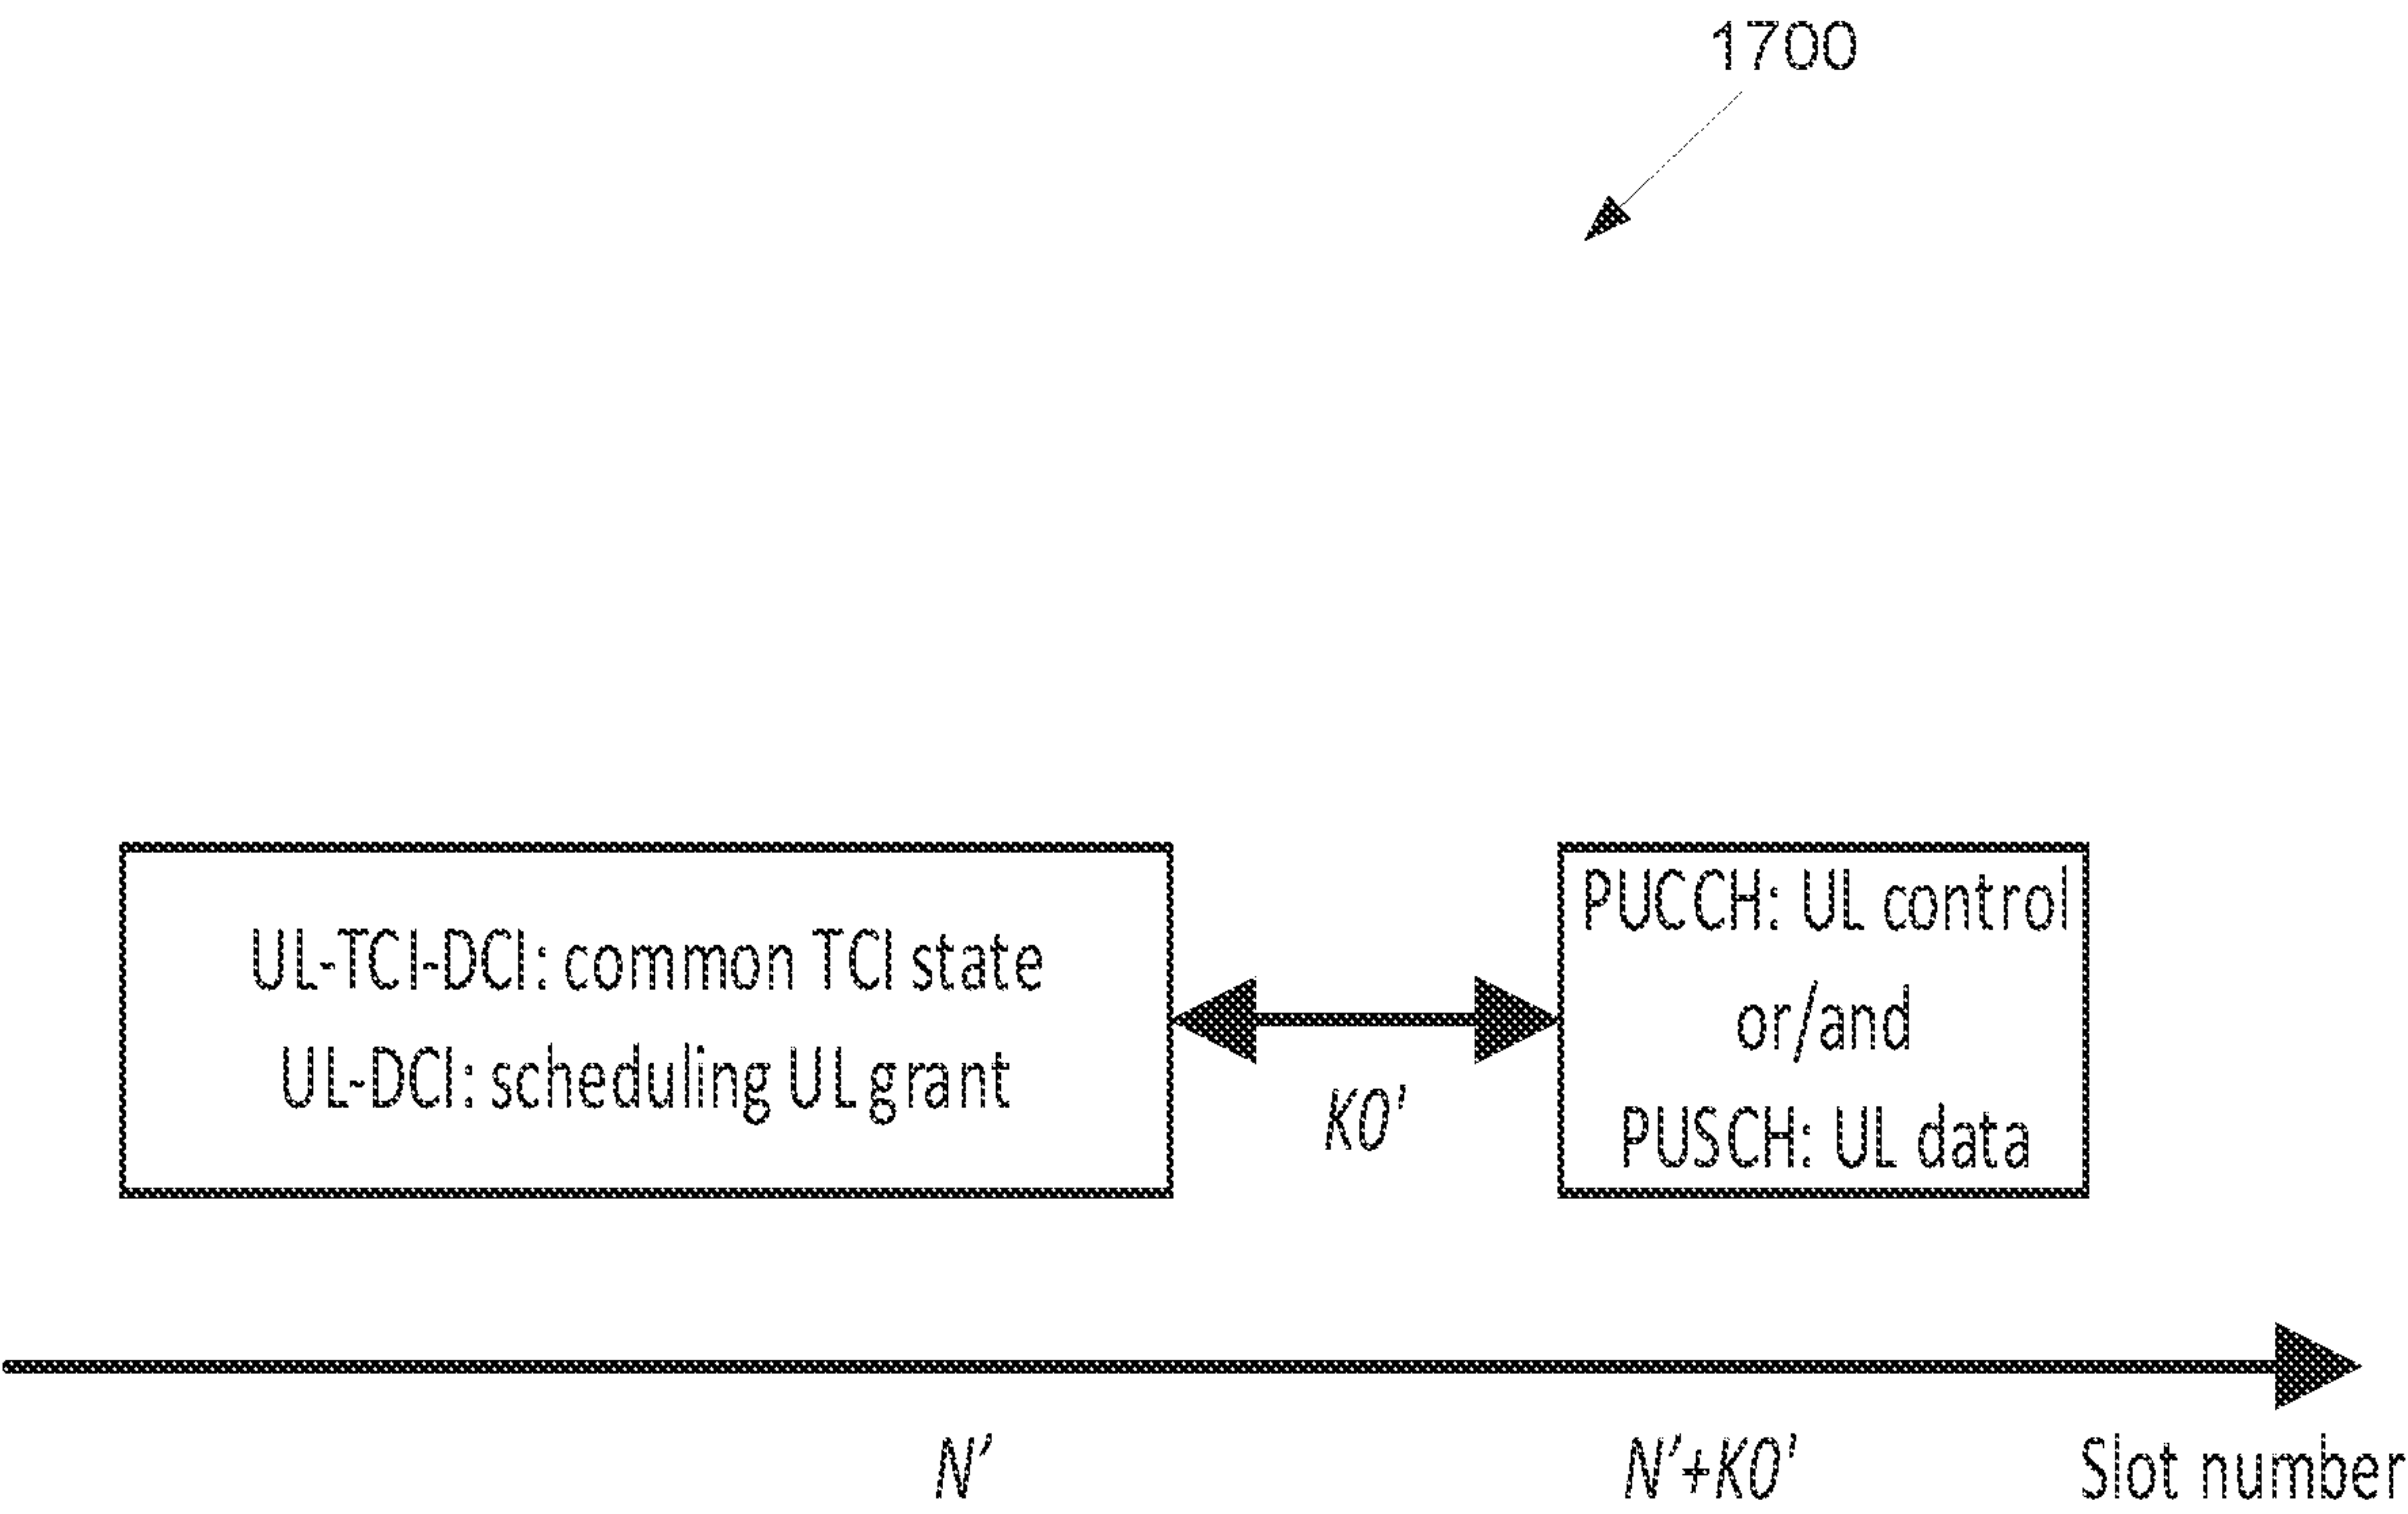 1700
UL-TCI-DCI: common TCI state
UL-DCI: scheduling UL grant
K0'
PUCCH: UL control
or/and
PUSCH: UL data
N'
N'+K0'
Slot number